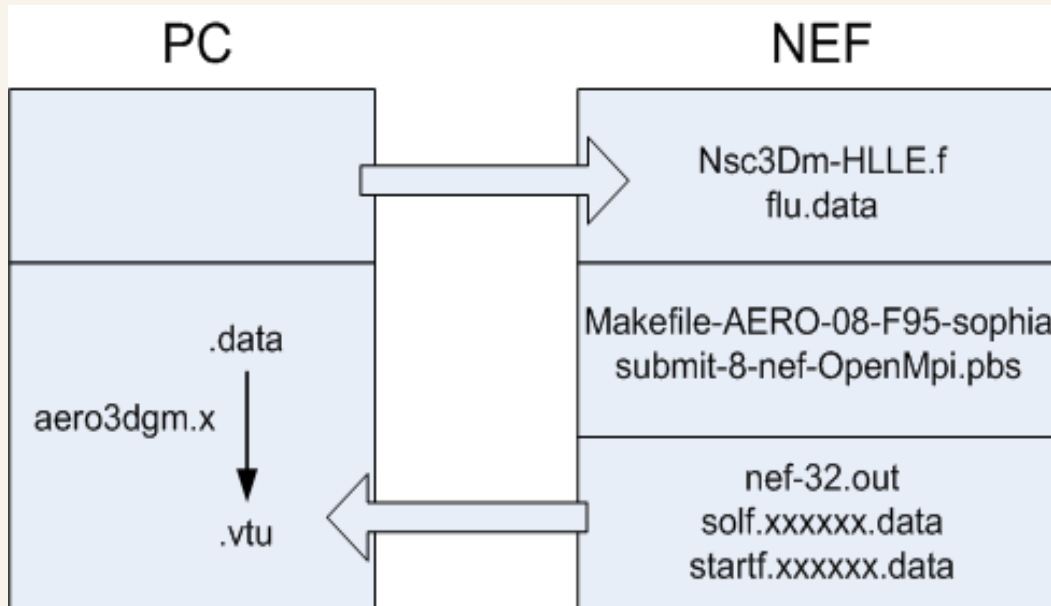 PC
NEF
Nsc3Dm-HLLE.f
flu.data
Makefile-AERO-08-F95-sophia
submit-8-nef-OpenMpi.pbs
.data
aero3dgm.x
.vtu
nef-32.out
solf.xxxxxx.data
startf.xxxxxx.data